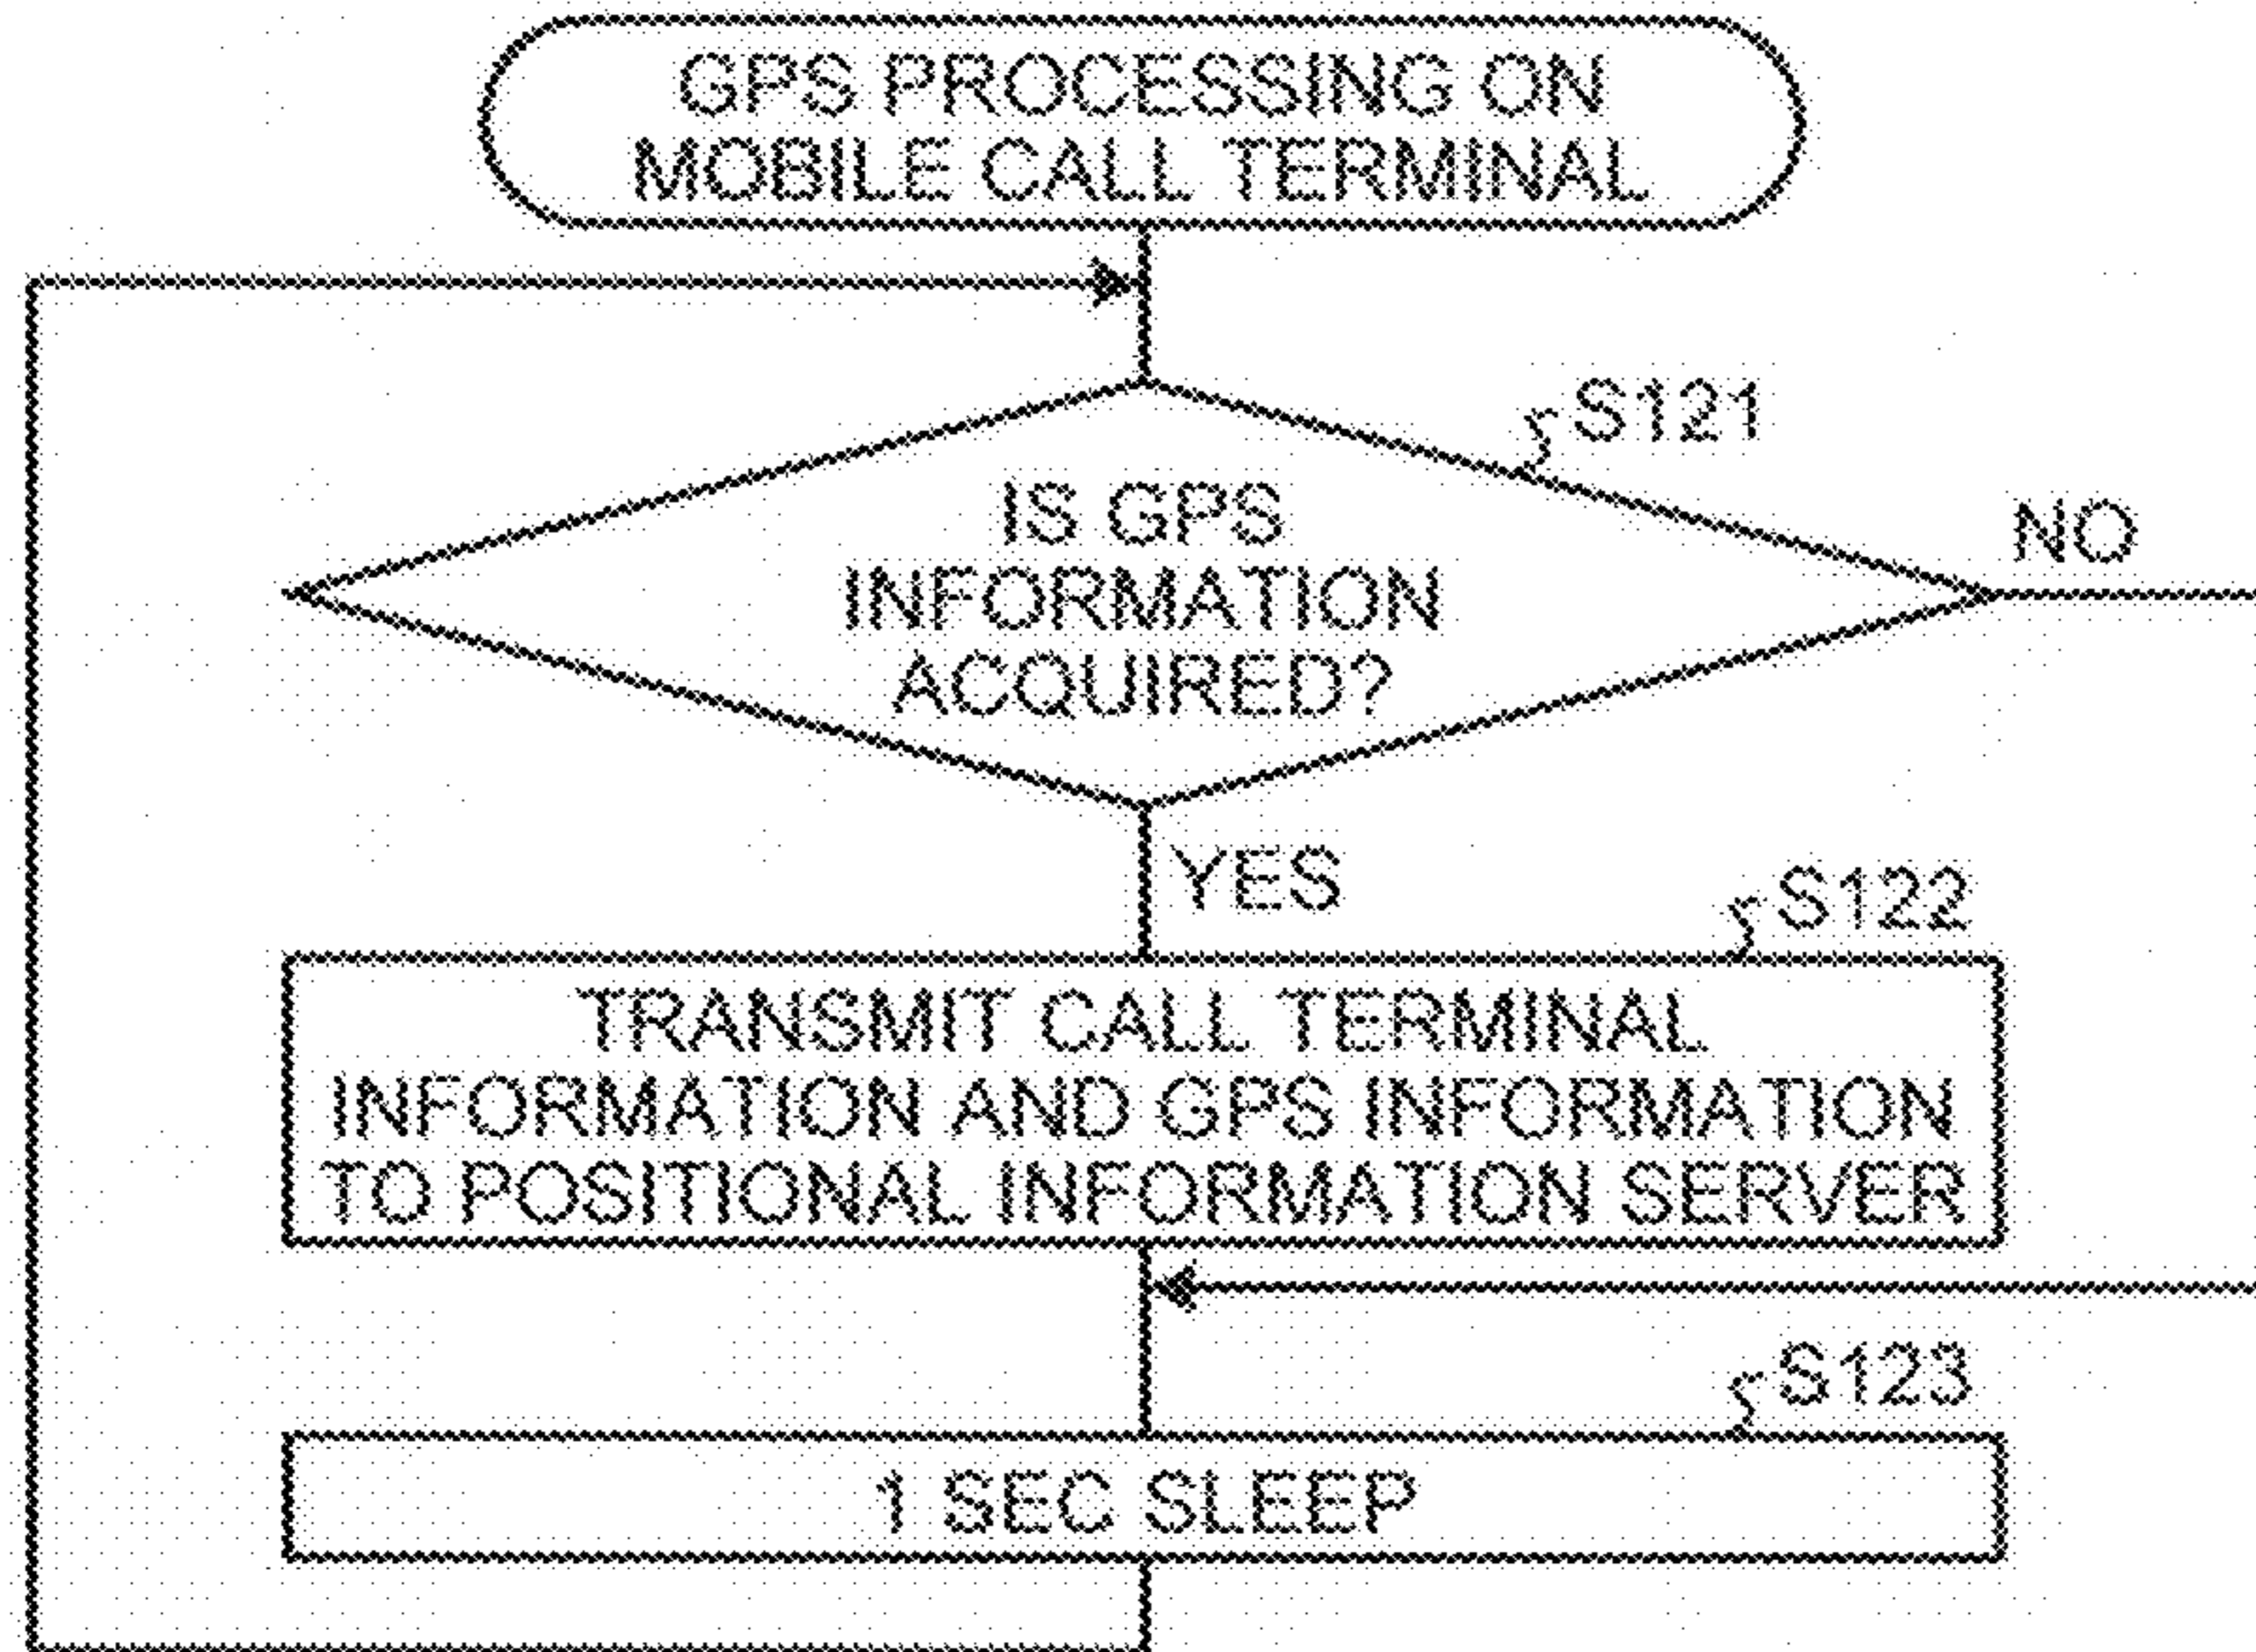 GPS PROCESSING ON
MOBILE CALL TERMINAL
S121
IS GPS
INFORMATION
ACQUIRED?
NO
YES
S122
TRANSMIT CALL TERMINAL
INFORMATION AND GPS INFORMATION
TO POSITIONAL INFORMATION SERVER
S123
1 SEC SLEEP